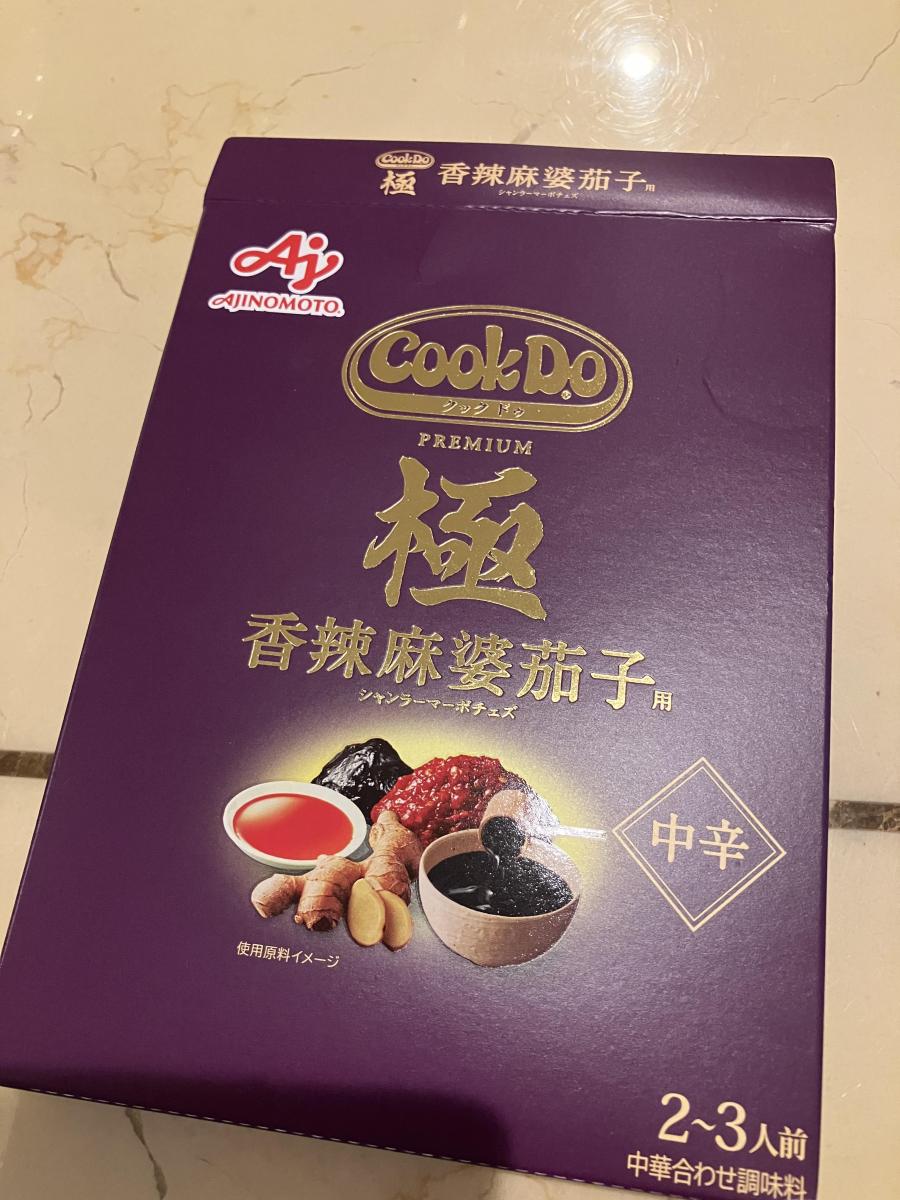 CookDo
極
香辣麻婆茄子用
シャンラーマーボチェズ
Aj
AJINOMOTO®
CookDo®
クックドゥ
PREMIUM
極
香辣麻婆茄子用
シャンラーマーボチェズ
中辛
使用原料イメージ
2~3人前
中華合わせ調味料